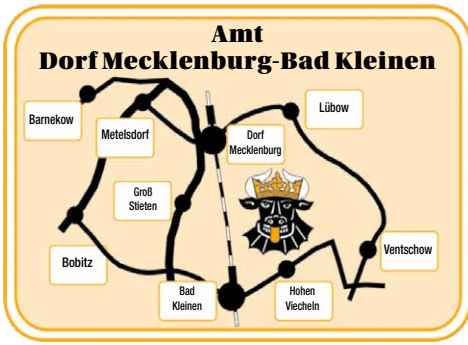 Amt
Dorf Mecklenburg-Bad Kleinen
Barnekow
Metelsdorf
Dorf
Mecklenburg
Lübow
Groß
Stieten
Bobitz
Bad
Kleinen
Hohen
Viecheln
Ventschow